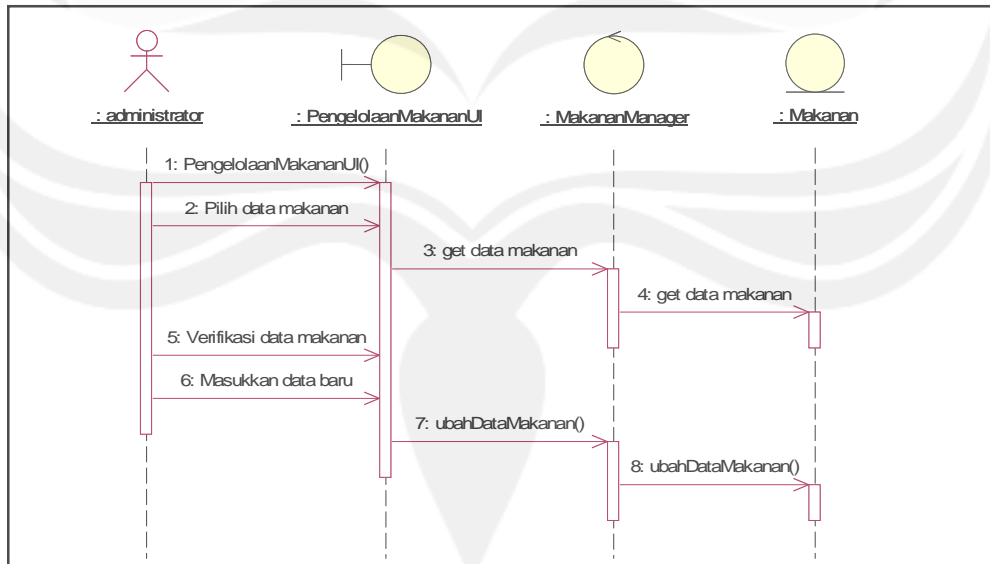 : administrator
: PengelolaanMakananUI
: MakananManager
: Makanan
1: PengelolaanMakananUI()
2: Pilih data makanan
3: get data makanan
4: get data makanan
5: Verifikasi data makanan
6: Masukkan data baru
7: ubahDataMakanan()
8: ubahDataMakanan()